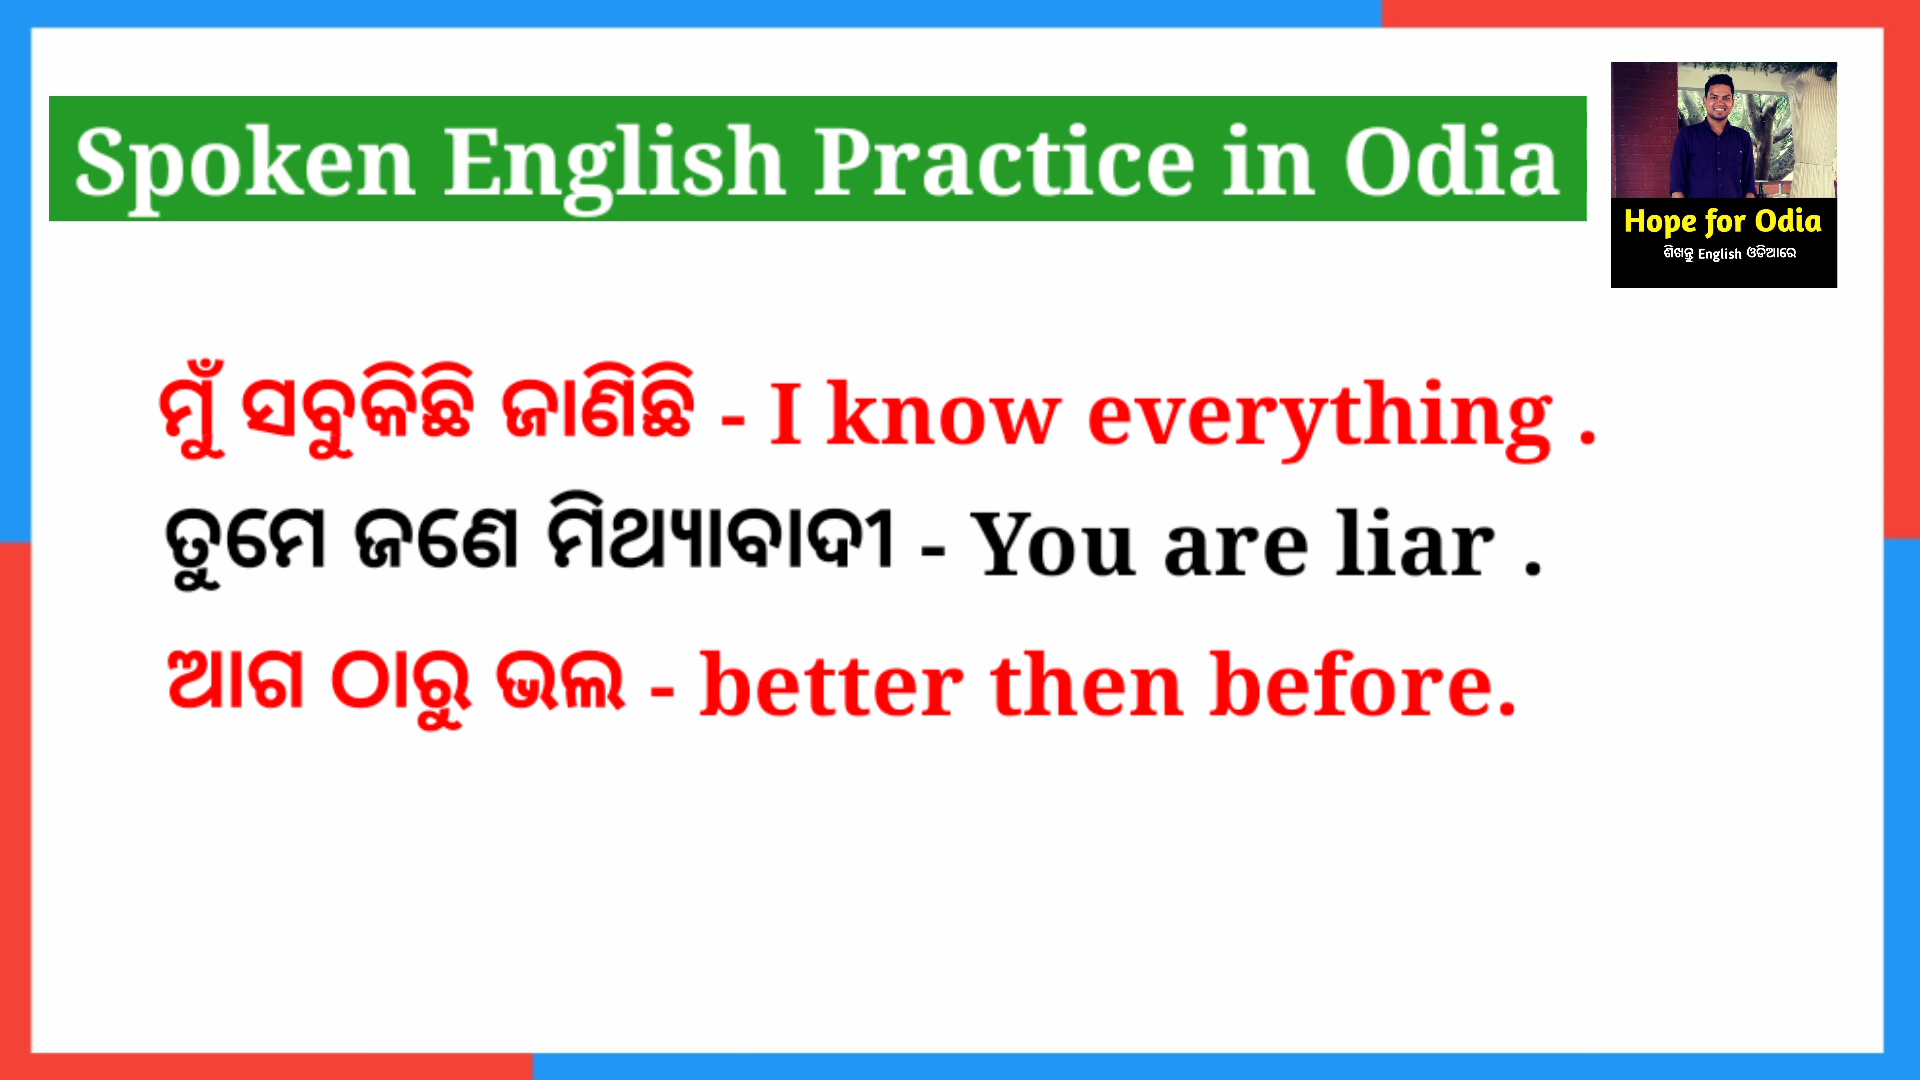 Spoken English Practice in Odia
Hope for Odia
ଶିଖନ୍ତୁ English ଓଡିଆରେ
ମୁଁ ସବୁକିଛି ଜାଣିଛି - I know everything .
ତୁମେ ଜଣେ ମିଥ୍ୟାବାଦୀ - You are liar .
ଆଗ ଠାରୁ ଭଲ - better then before.